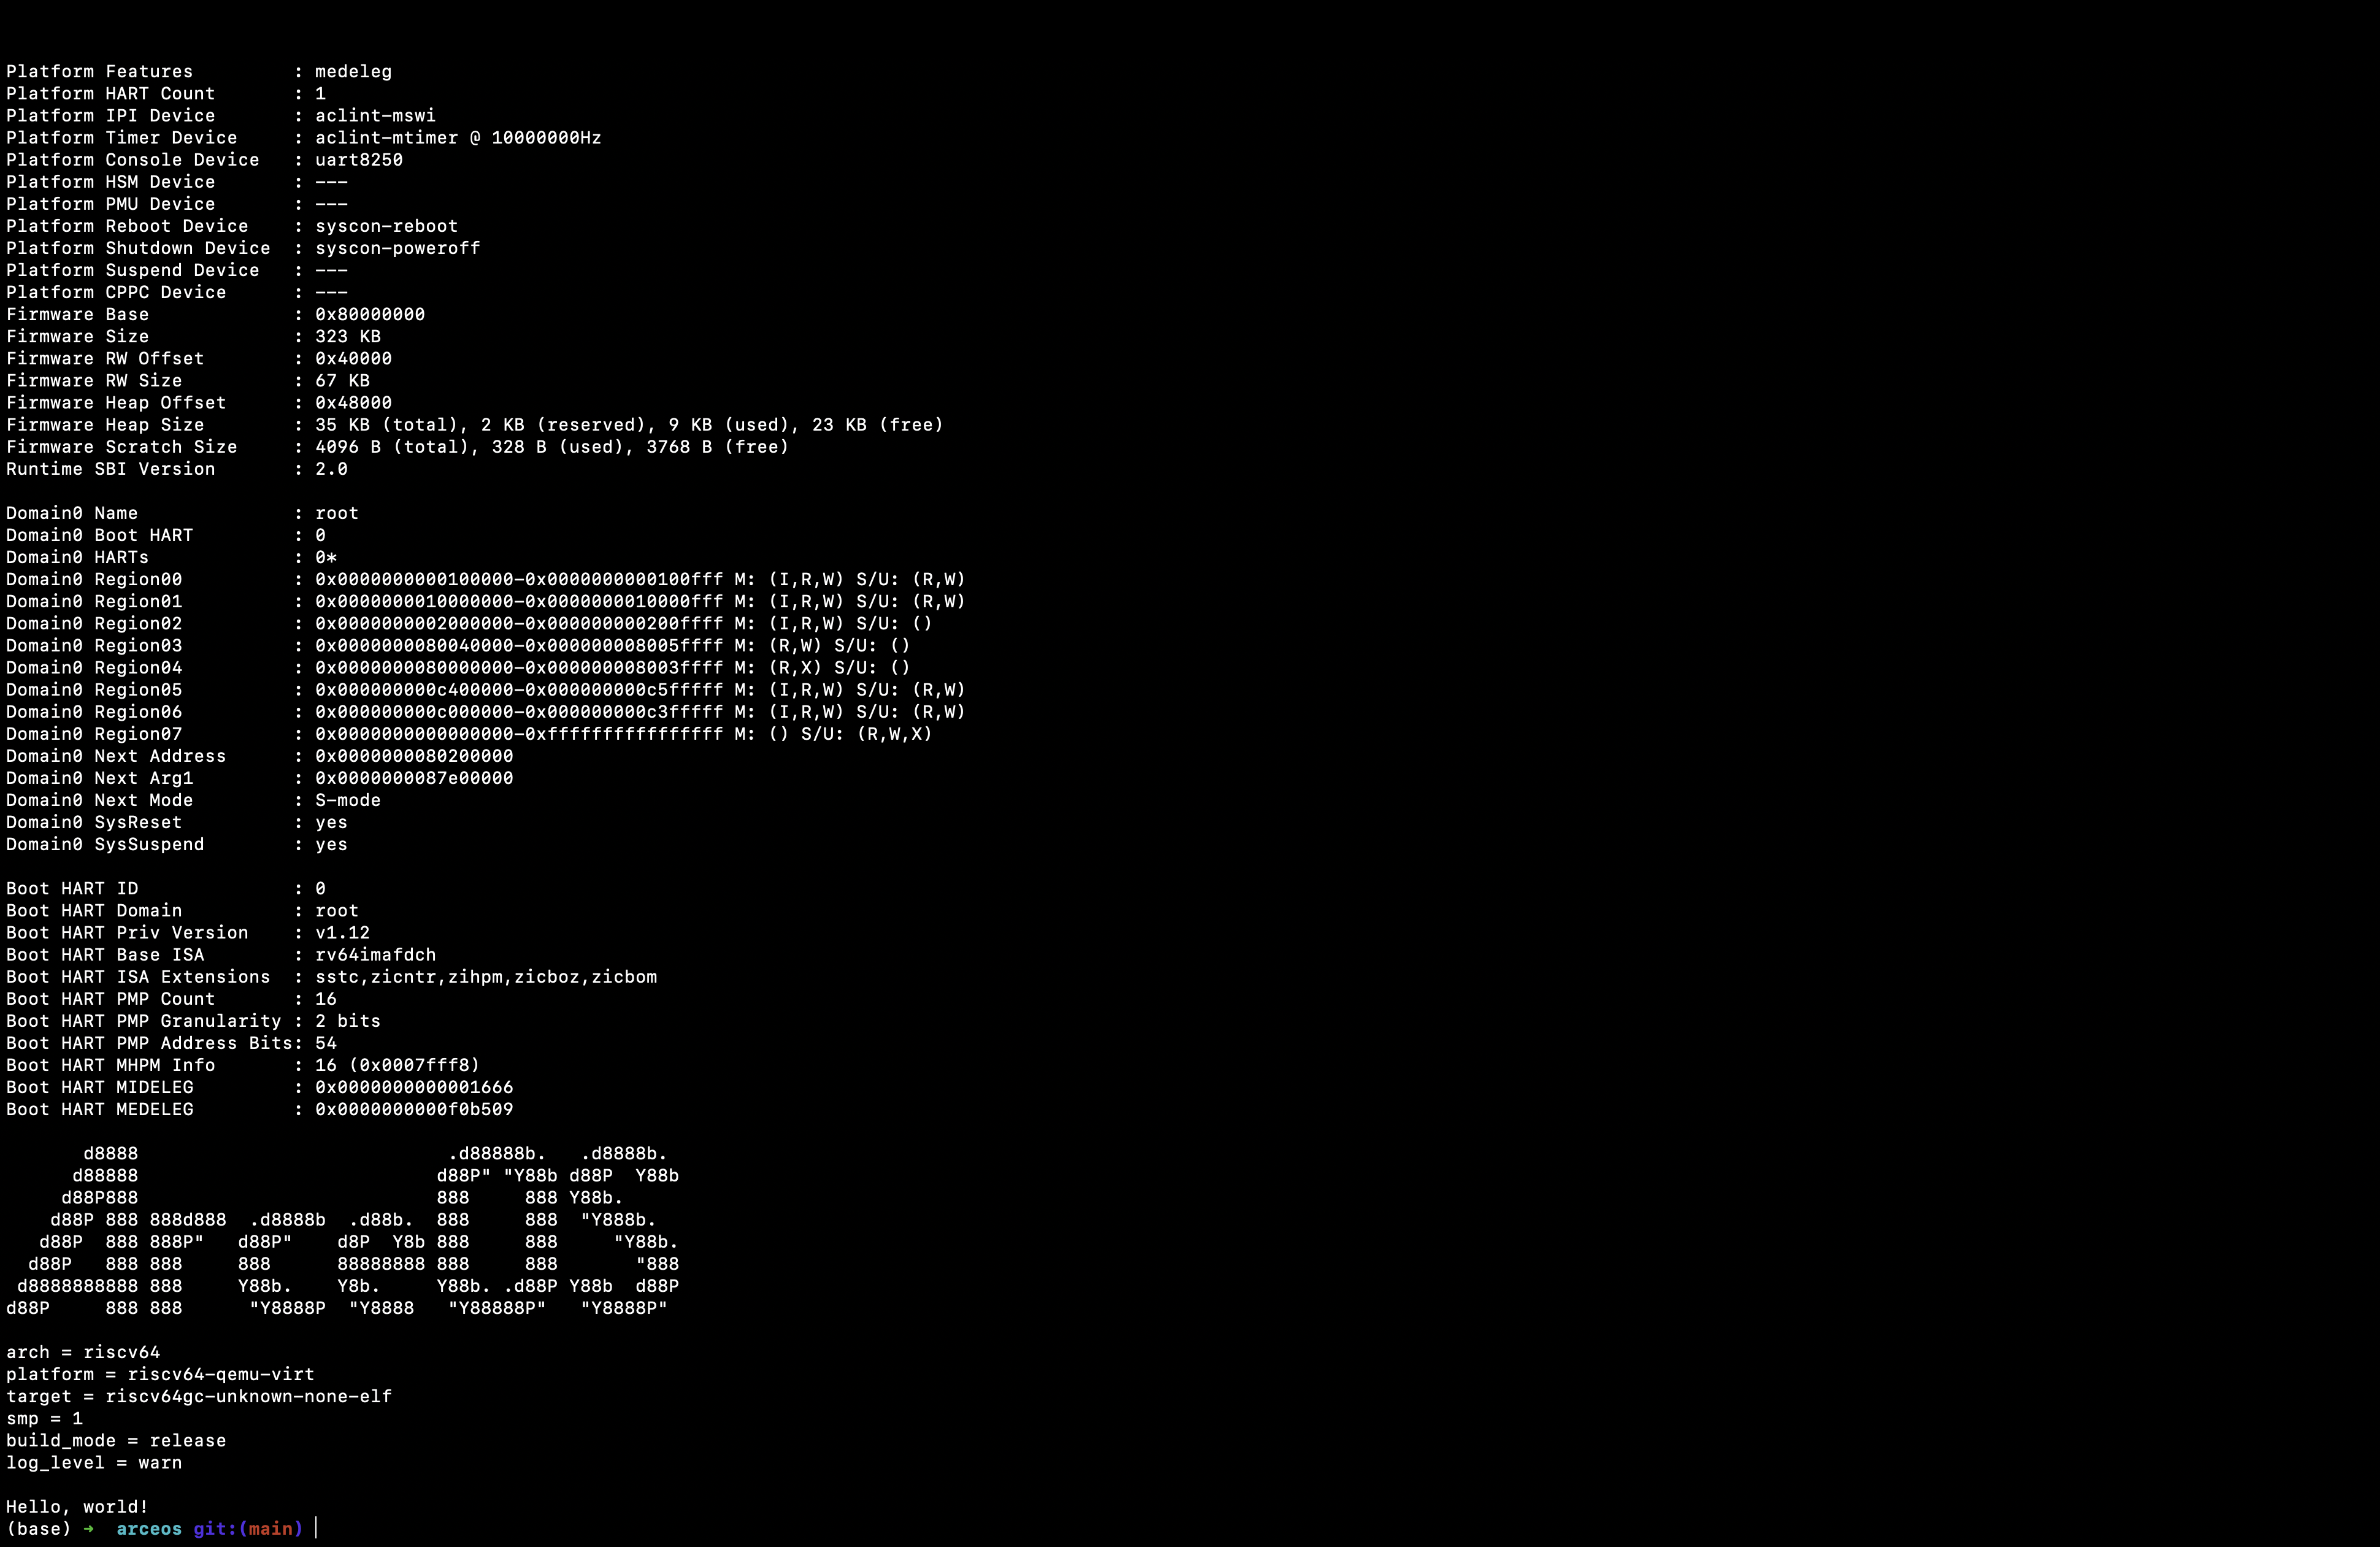 Platform Features         : medeleg
Platform HART Count       : 1
Platform IPI Device       : aclint-mswi
Platform Timer Device     : aclint-mtimer @ 10000000Hz
Platform Console Device   : uart8250
Platform HSM Device       : ---
Platform PMU Device       : ---
Platform Reboot Device    : syscon-reboot
Platform Shutdown Device  : syscon-poweroff
Platform Suspend Device   : ---
Platform CPPC Device      : ---
Firmware Base             : 0x80000000
Firmware Size             : 323 KB
Firmware RW Offset        : 0x40000
Firmware RW Size          : 67 KB
Firmware Heap Offset      : 0x48000
Firmware Heap Size        : 35 KB (total), 2 KB (reserved), 9 KB (used), 23 KB (free)
Firmware Scratch Size     : 4096 B (total), 328 B (used), 3768 B (free)
Runtime SBI Version       : 2.0

Domain0 Name              : root
Domain0 Boot HART         : 0
Domain0 HARTs             : 0*
Domain0 Region00          : 0x0000000000100000-0x0000000000100fff M: (I,R,W) S/U: (R,W)
Domain0 Region01          : 0x0000000010000000-0x0000000010000fff M: (I,R,W) S/U: (R,W)
Domain0 Region02          : 0x0000000002000000-0x000000000200ffff M: (I,R,W) S/U: ()
Domain0 Region03          : 0x0000000080040000-0x000000008005ffff M: (R,W) S/U: ()
Domain0 Region04          : 0x0000000080000000-0x000000008003ffff M: (R,X) S/U: ()
Domain0 Region05          : 0x000000000c400000-0x000000000c5fffff M: (I,R,W) S/U: (R,W)
Domain0 Region06          : 0x000000000c000000-0x000000000c3fffff M: (I,R,W) S/U: (R,W)
Domain0 Region07          : 0x0000000000000000-0xffffffffffffffff M: () S/U: (R,W,X)
Domain0 Next Address      : 0x0000000080200000
Domain0 Next Arg1         : 0x0000000087e00000
Domain0 Next Mode         : S-mode
Domain0 SysReset          : yes
Domain0 SysSuspend        : yes

Boot HART ID              : 0
Boot HART Domain          : root
Boot HART Priv Version    : v1.12
Boot HART Base ISA        : rv64imafdch
Boot HART ISA Extensions  : sstc,zicntr,zihpm,zicboz,zicbom
Boot HART PMP Count       : 16
Boot HART PMP Granularity : 2 bits
Boot HART PMP Address Bits: 54
Boot HART MHPM Info       : 16 (0x0007fff8)
Boot HART MIDELEG         : 0x0000000000001666
Boot HART MEDELEG         : 0x0000000000f0b509

       d8888                            .d88888b.   .d8888b.
      d88888                           d88P" "Y88b d88P  Y88b
     d88P888                           888     888 Y88b.
    d88P 888 888d888  .d8888b  .d88b.  888     888  "Y888b.
   d88P  888 888P"   d88P"    d8P  Y8b 888     888     "Y88b.
  d88P   888 888     888      88888888 888     888       "888
 d8888888888 888     Y88b.    Y8b.     Y88b. .d88P Y88b  d88P
d88P     888 888      "Y8888P  "Y8888   "Y88888P"   "Y8888P"

arch = riscv64
platform = riscv64-qemu-virt
target = riscv64gc-unknown-none-elf
smp = 1
build_mode = release
log_level = warn

Hello, world!
(base) ➜  arceos git:(main)